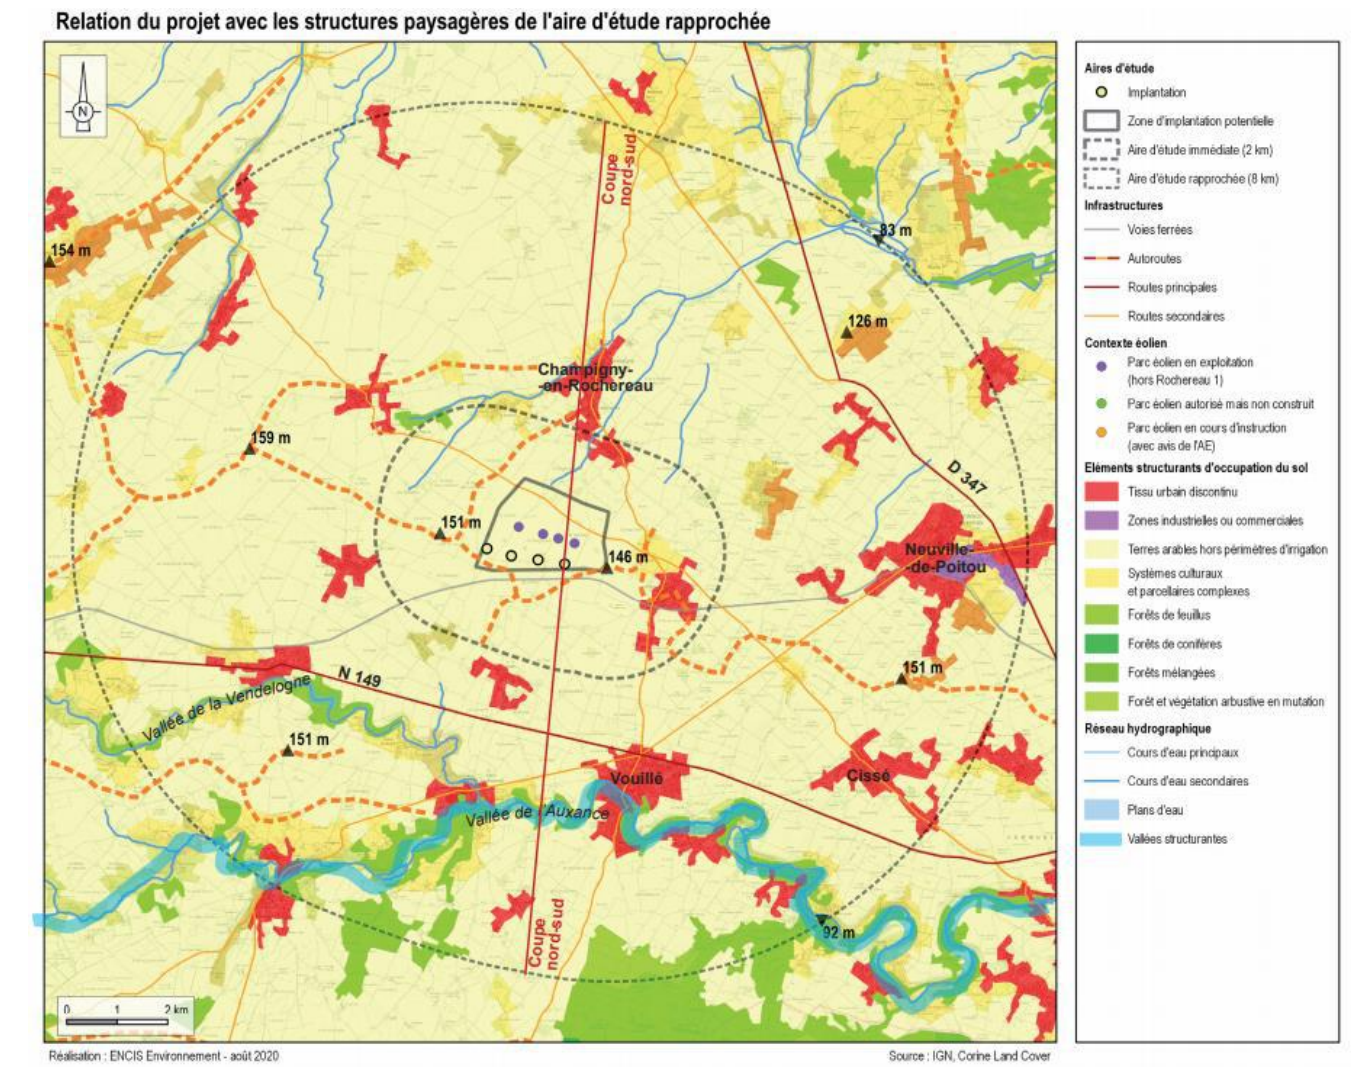 Relation du projet avec les structures paysagères de l'aire d'étude rapprochée
N
Coupe
nord-sud
83 m
154 m
126 m
Champigny-
-en-Rochereau
159 m
D 347
151 m
146 m
Neuville-
-de-Poitou
151 m
N 149
Vallée de la Vendelogne
151 m
Vouillé
Cissé
Vallée de l'Auxance
92 m
Coupe
nord-sud
0 1 2 km
Réalisation : ENCIS Environnement - août 2020
Source : IGN, Corine Land Cover
Aires d'étude
Implantation
Zone d'implantation potentielle
Aire d'étude immédiate (2 km)
Aire d'étude rapprochée (8 km)
Infrastructures
Voies ferrées
Autoroutes
Routes principales
Routes secondaires
Contexte éolien
Parc éolien en exploitation
(hors Rochereau 1)
Parc éolien autorisé mais non construit
Parc éolien en cours d'instruction
(avec avis de l'AE)
Eléments structurants d'occupation du sol
Tissu urbain discontinu
Zones industrielles ou commerciales
Terres arables hors périmètres d'irrigation
Systèmes culturaux
et parcellaires complexes
Forêts de feuillus
Forêts de conifères
Forêts mélangées
Forêt et végétation arbustive en mutation
Réseau hydrographique
Cours d'eau principaux
Cours d'eau secondaires
Plans d'eau
Vallées structurantes